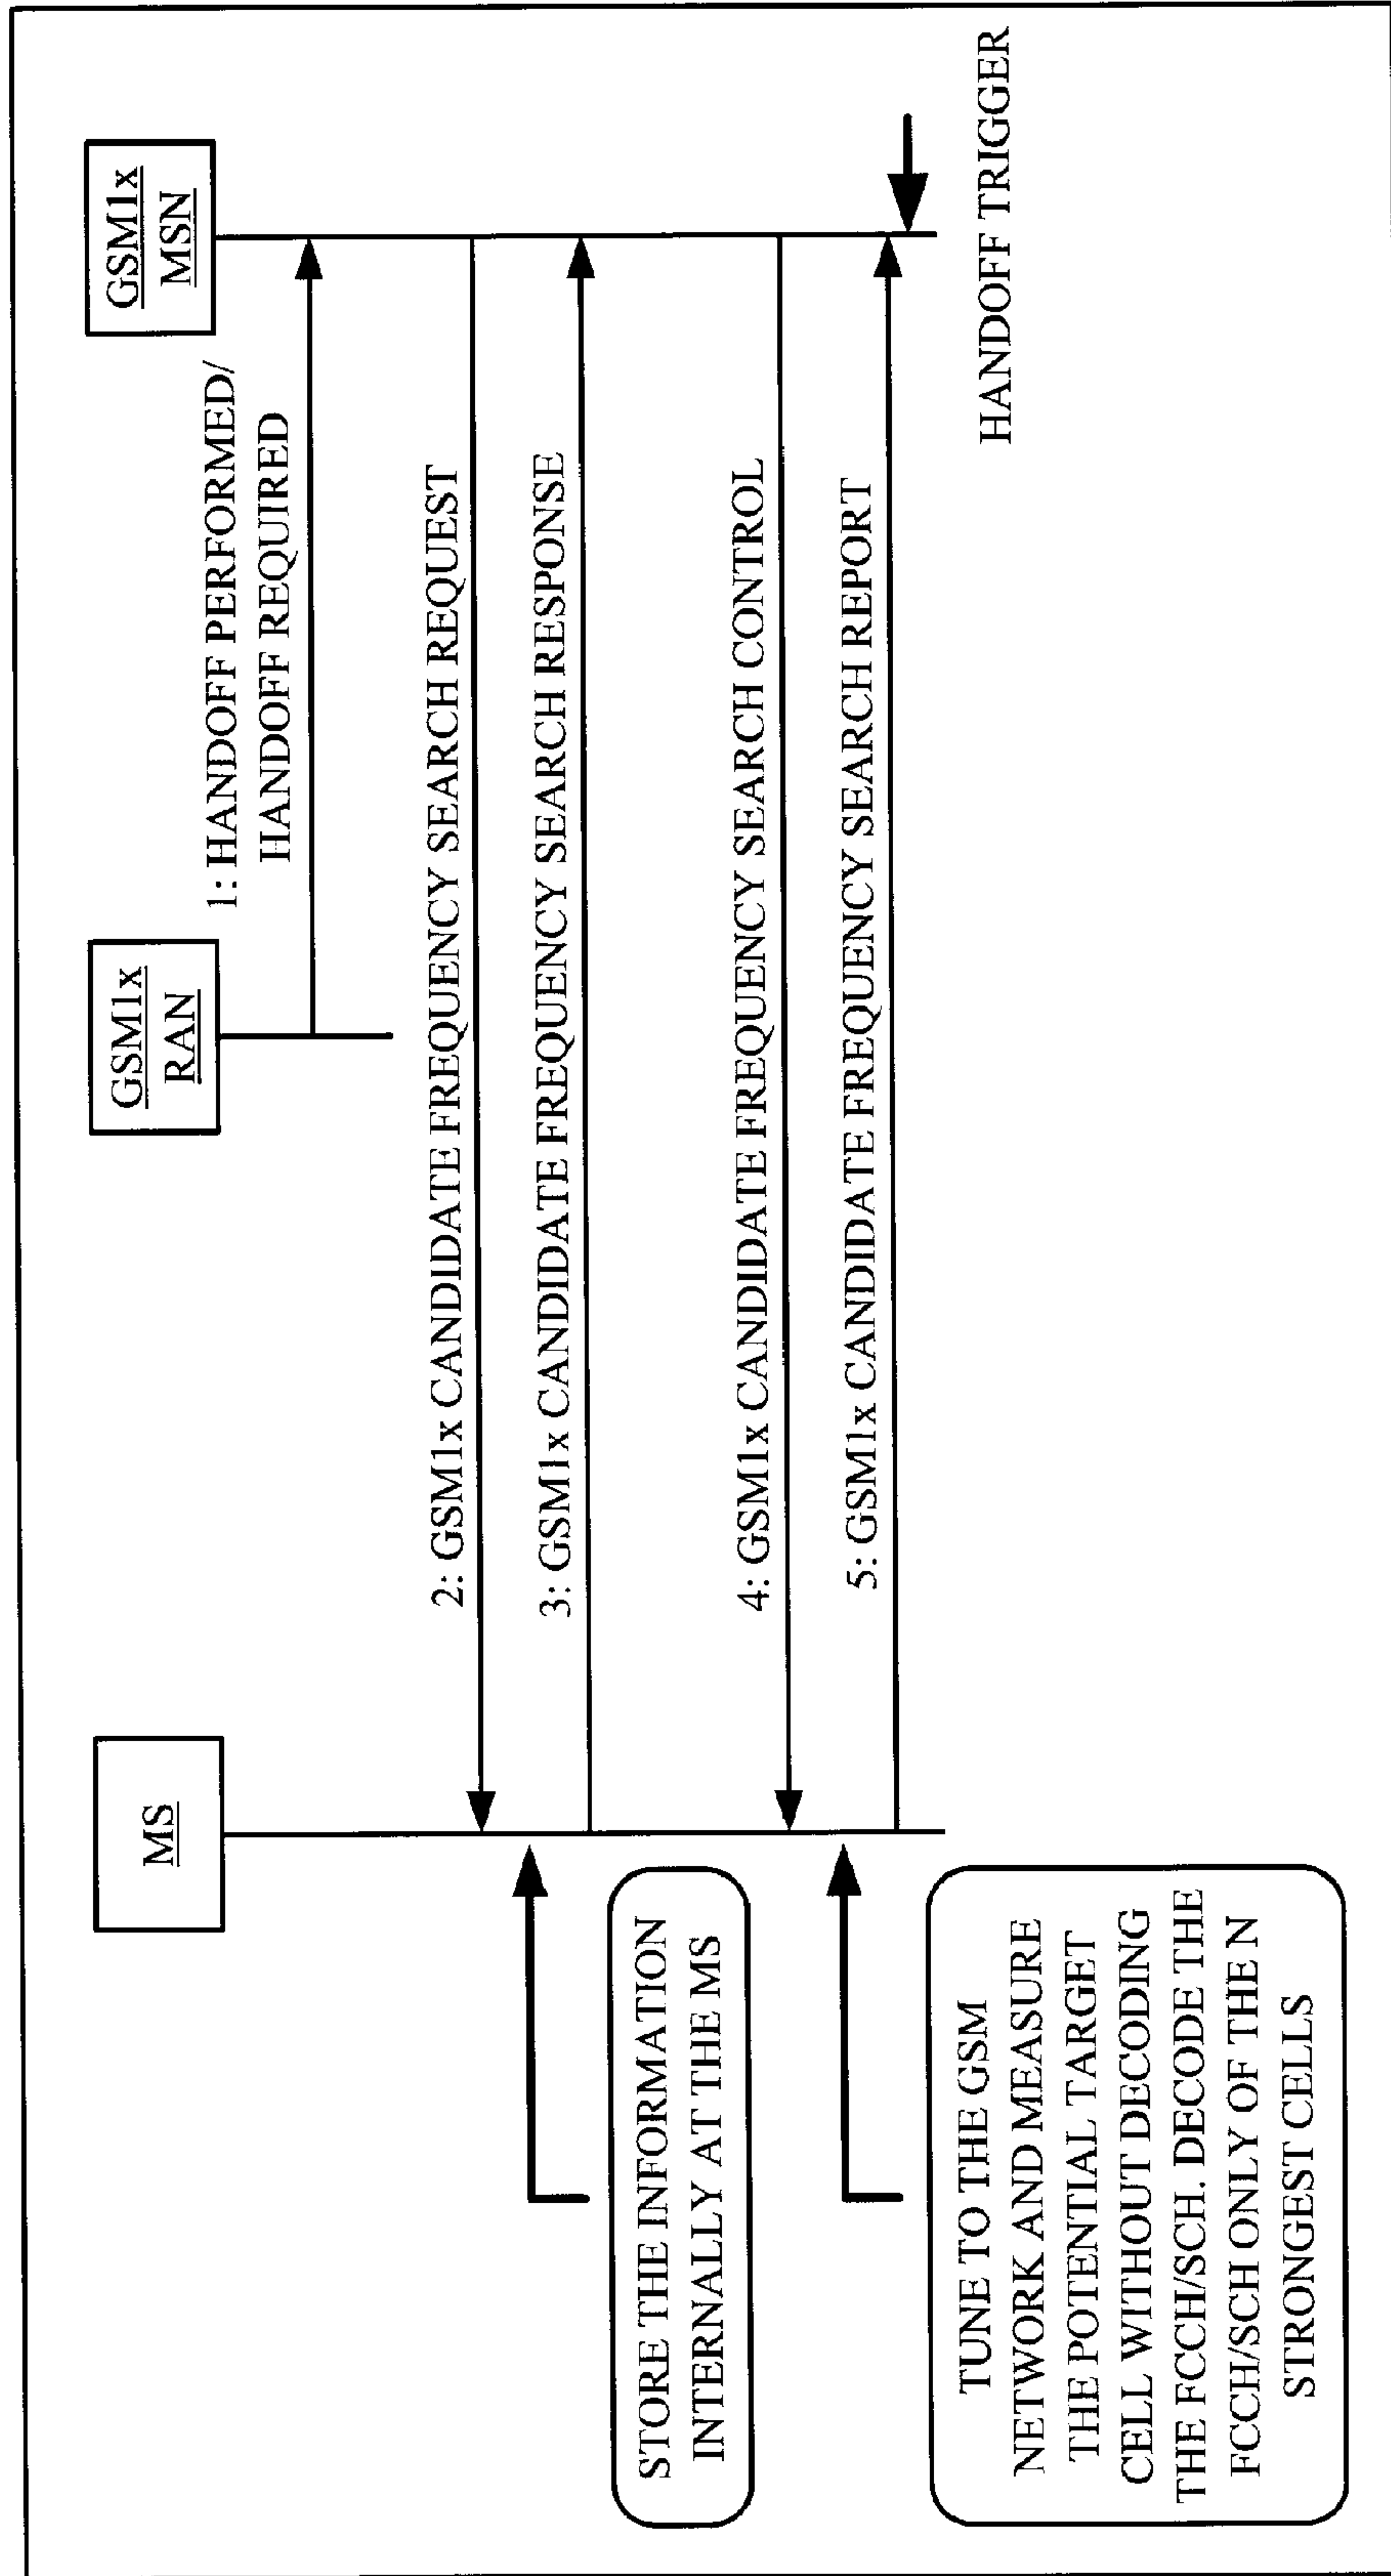 MS
GSM1x
RAN
GSM1x
MSN
1: HANDOFF PERFORMED/
HANDOFF REQUIRED
2: GSM1x CANDIDATE FREQUENCY SEARCH REQUEST
3: GSM1x CANDIDATE FREQUENCY SEARCH RESPONSE
STORE THE INFORMATION
INTERNALLY AT THE MS
4: GSM1x CANDIDATE FREQUENCY SEARCH CONTROL
5: GSM1x CANDIDATE FREQUENCY SEARCH REPORT
HANDOFF TRIGGER
TUNE TO THE GSM
NETWORK AND MEASURE
THE POTENTIAL TARGET
CELL WITHOUT DECODING
THE FCCH/SCH. DECODE THE
FCCH/SCH ONLY OF THE N
STRONGEST CELLS